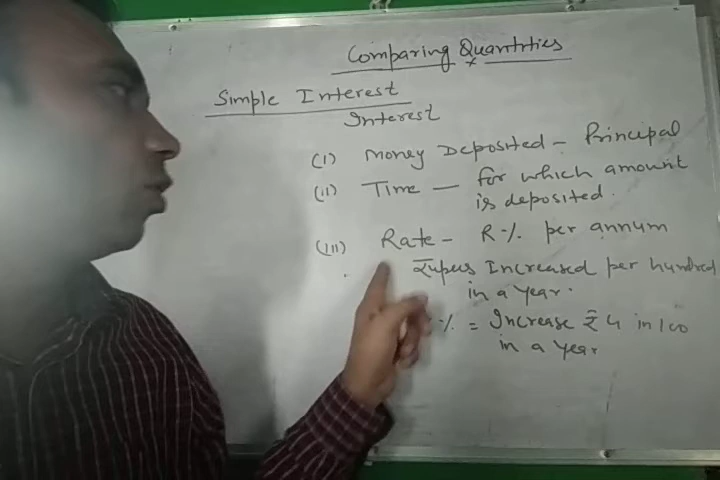 Comparing Quantities
Simple Interest
Interest
(i) Money Deposited - Principal
(ii) Time - for which amount
is deposited.
(iii) Rate - R% per annum
Rupees Increased per hundred
in a year.
% = Increase ₹4 in 100
in a year